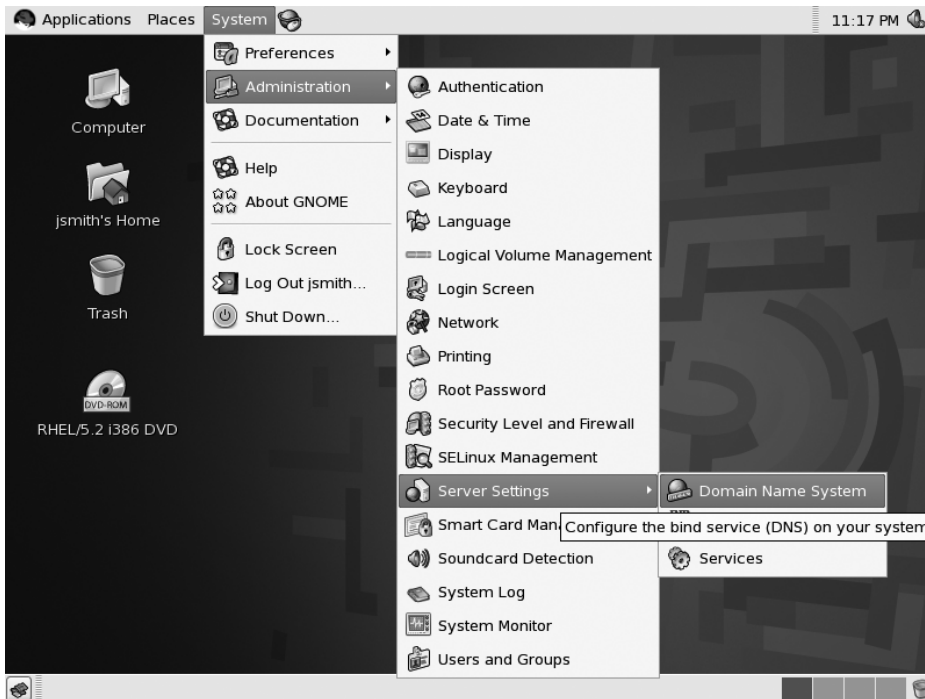 Applications Places System 11:17 PM
Computer
jsmith's Home
Trash
DVD-ROM
RHEL/5.2 i386 DVD
Preferences
Administration
Documentation
Help
About GNOME
Lock Screen
Log Out jsmith...
Shut Down...
Authentication
Date & Time
Display
Keyboard
Language
Logical Volume Management
Login Screen
Network
Printing
Root Password
Security Level and Firewall
SELinux Management
Server Settings
Smart Card
Soundcard Detection
System Log
System Monitor
Users and Groups
Domain Name System
Configure the bind service (DNS) on your system
Services